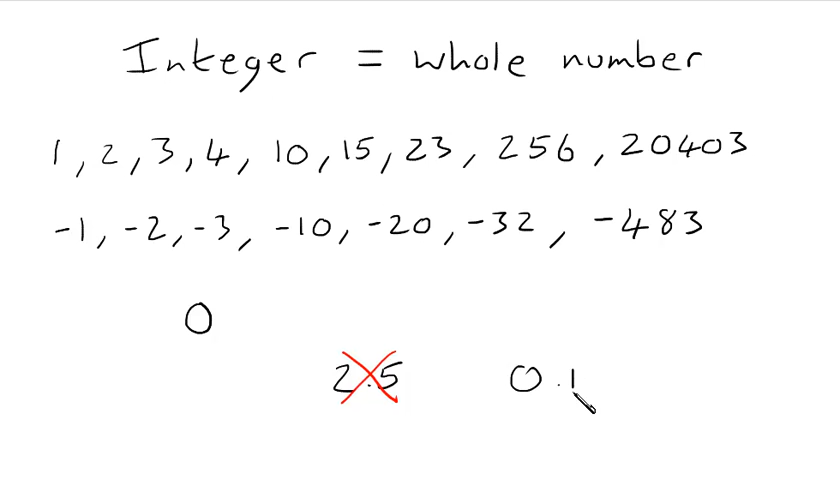 Integer = whole number
1, 2, 3, 4, 10, 15, 23, 256, 20403
-1, -2, -3, -10, -20, -32, -483
0
2.5 0.1